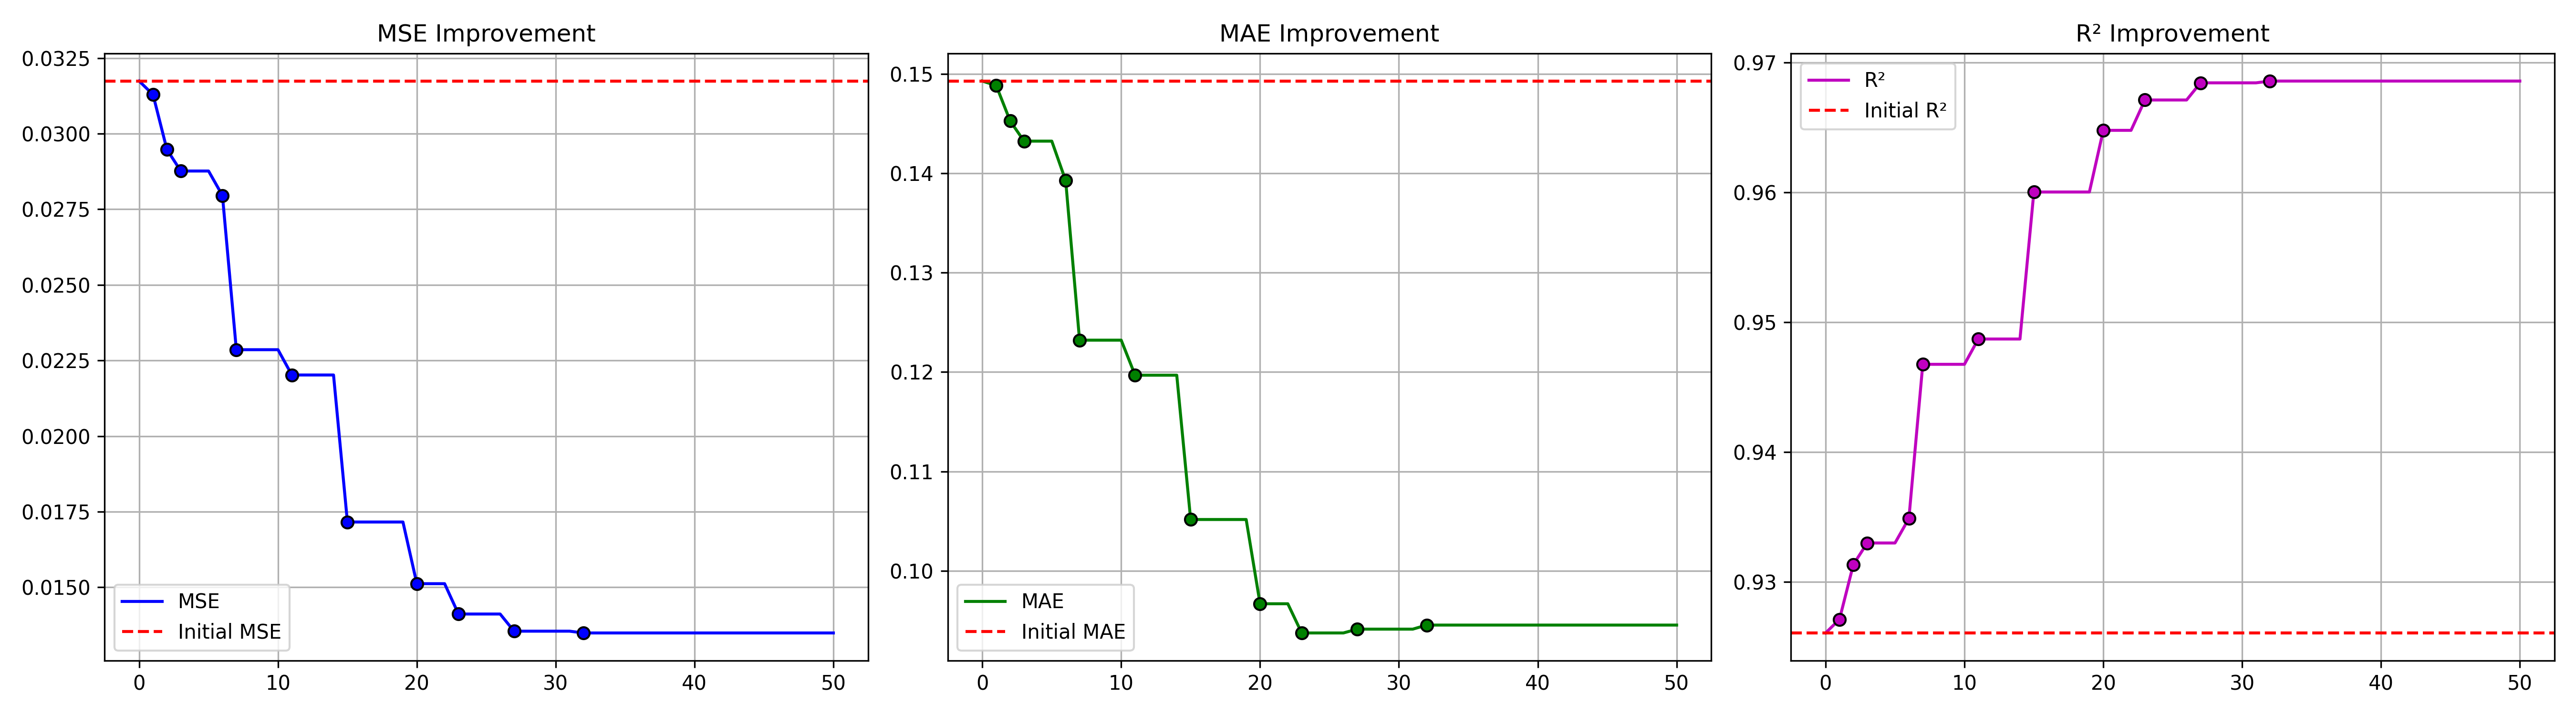 MSE Improvement
0.0325
0.0300
0.0275
0.0250
0.0225
0.0200
0.0175
0.0150
MSE
Initial MSE
0 10 20 30 40 50
MAE Improvement
0.15
0.14
0.13
0.12
0.11
0.10
MAE
Initial MAE
0 10 20 30 40 50
R² Improvement
0.97
0.96
0.95
0.94
0.93
R²
Initial R²
0 10 20 30 40 50